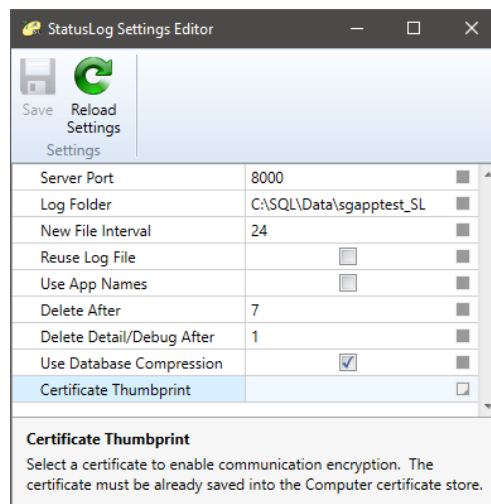 StatusLog Settings Editor
Save Reload
Settings
Settings
Server Port 8000
Log Folder C:\SQL\Data\sgapptest_SL
New File Interval 24
Reuse Log File
Use App Names
Delete After 7
Delete Detail/Debug After 1
Use Database Compression
Certificate Thumbprint
Certificate Thumbprint
Select a certificate to enable communication encryption. The
certificate must be already saved into the Computer certificate store.